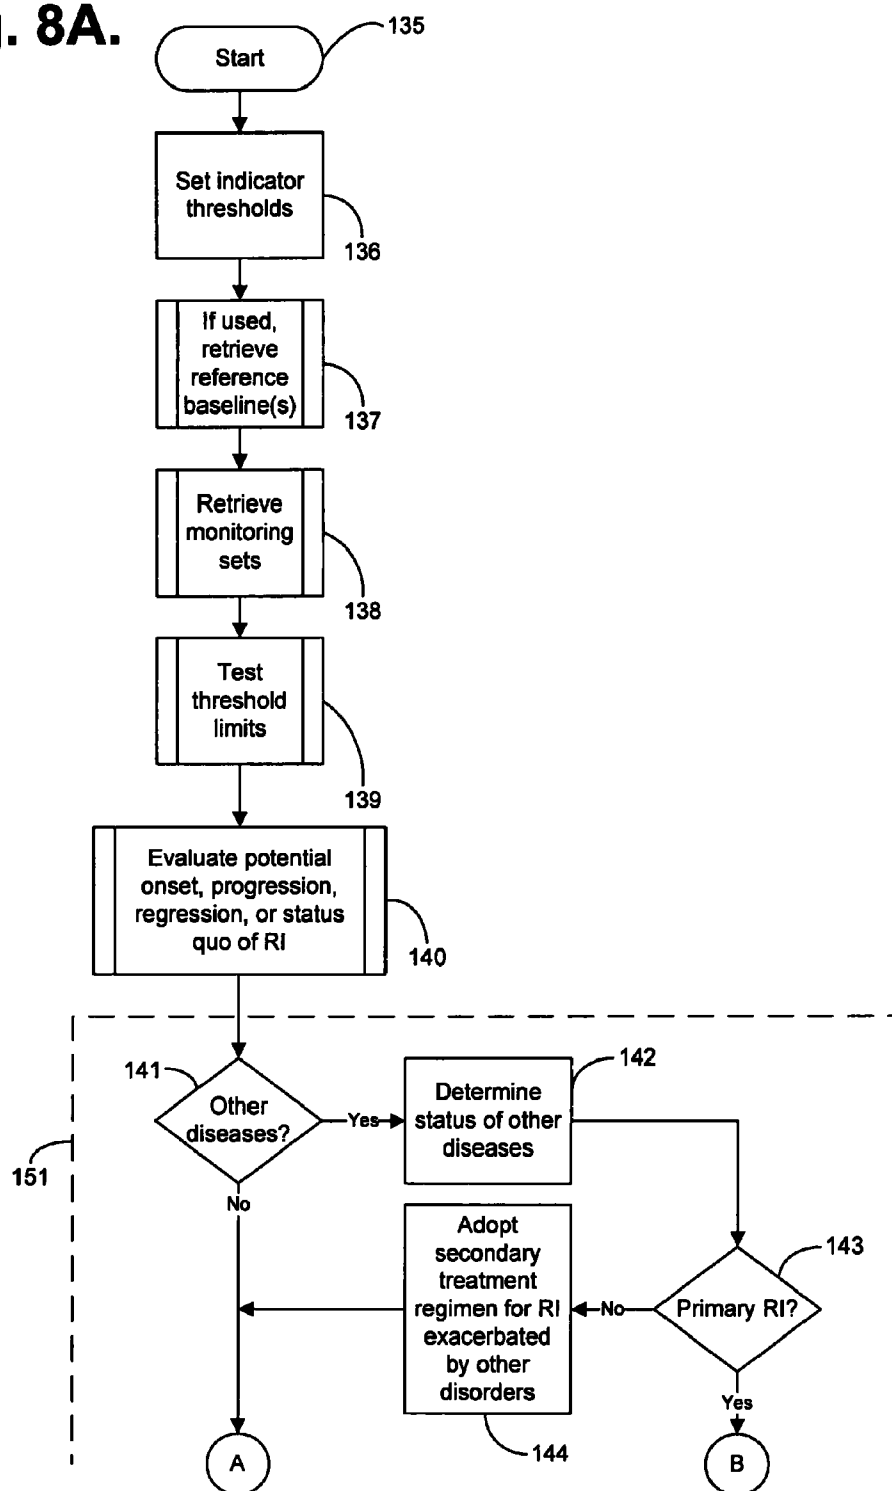 . 8A.
135
Start
Set indicator
thresholds
136
If used,
retrieve
reference
baseline(s)
137
Retrieve
monitoring
sets
138
Test
threshold
limits
139
Evaluate potential
onset, progression,
regression, or status
quo of RI
140
141
Other
diseases?
Yes
142
Determine
status of other
diseases
151
No
Adopt
secondary
treatment
regimen for RI
exacerbated
by other
disorders
143
Primary RI?
No
Yes
144
A
B